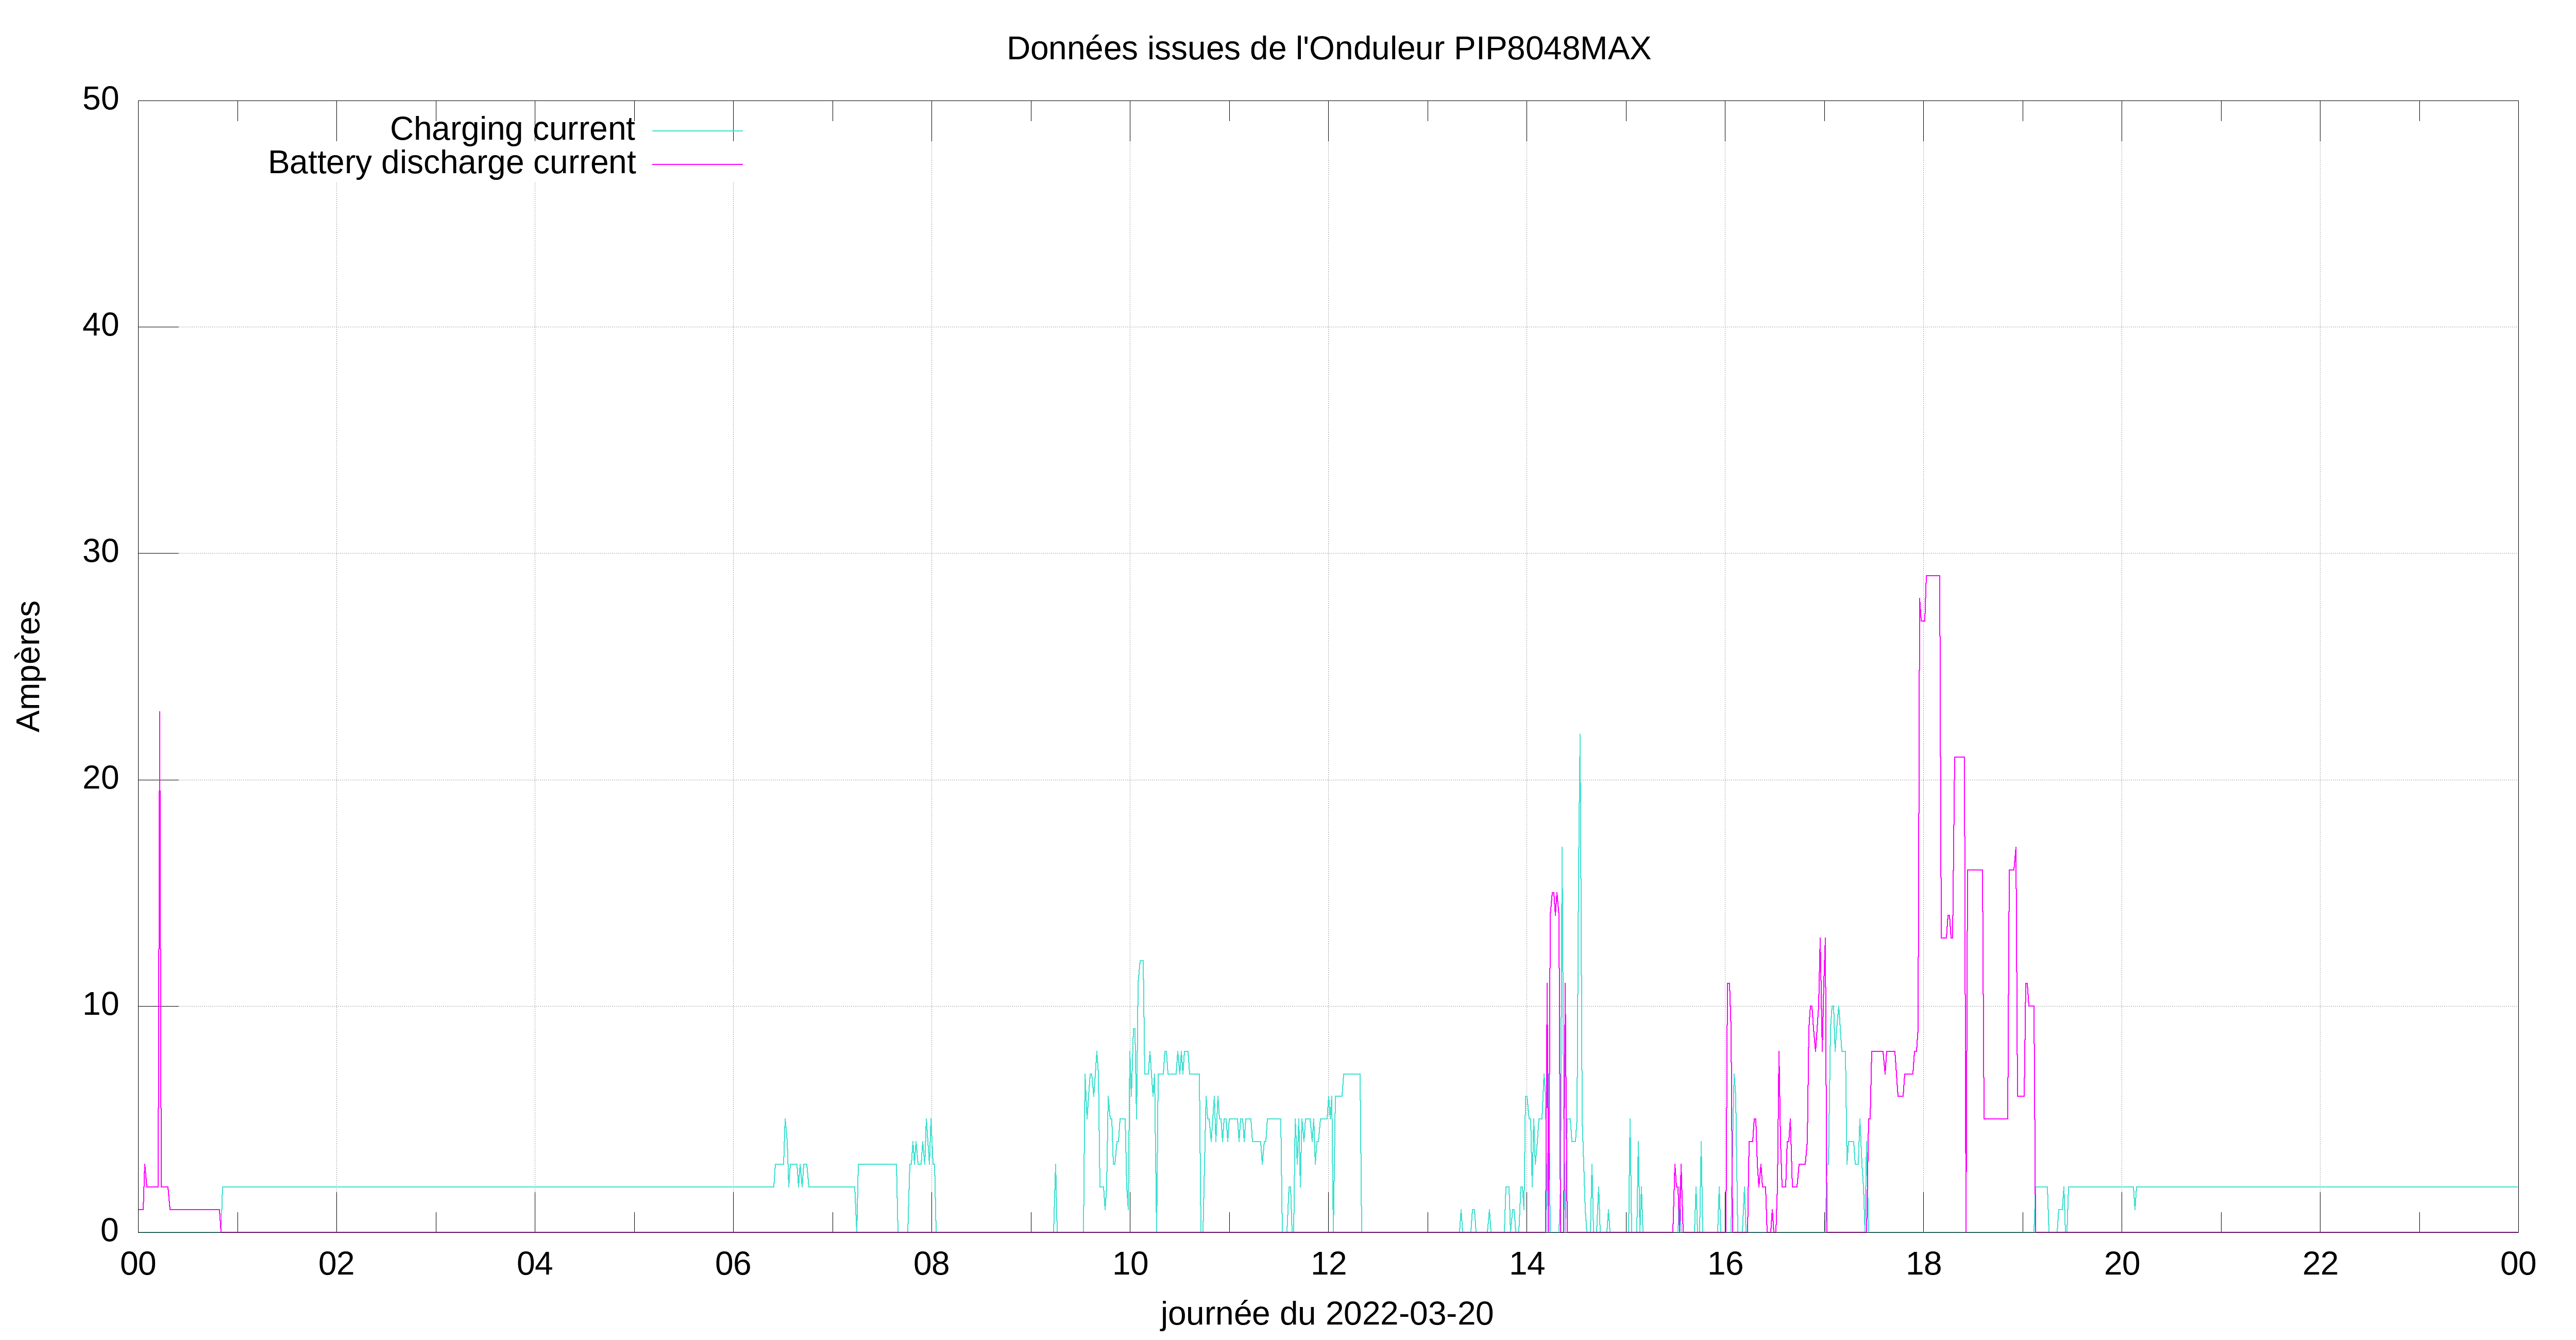 Données issues de l'Onduleur PIP8048MAX
50
Charging current
Battery discharge current
40
30
Ampères
20
10
0
00 02 04 06 08 10 12 14 16 18 20 22 00
journée du 2022-03-20